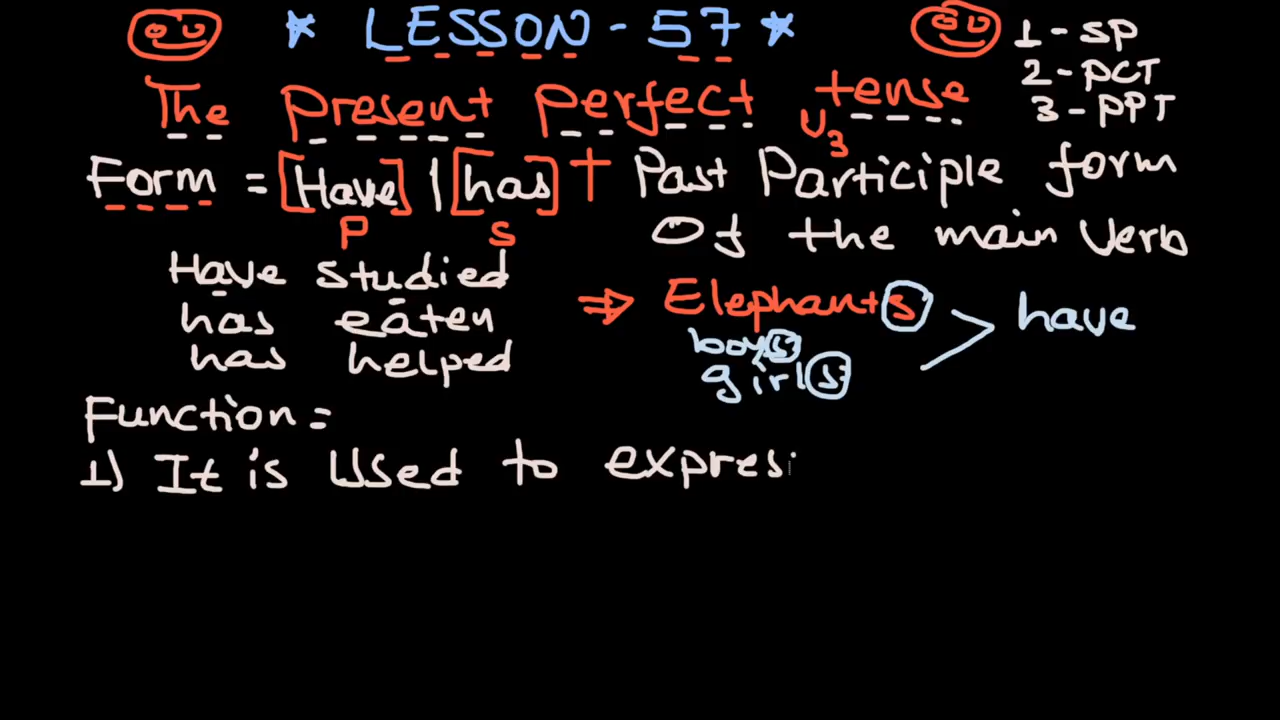 * LESSON - 57 *
1 - SP
2 - PCT
3 - PPT
The present perfect tense
V3
Form = [Have] | [has] + Past Participle form
P S
Of the main Verb
Have studied
has eaten
has helped
⇒ Elephants
boys
girls
> have
Function =
1) It is Used to expres